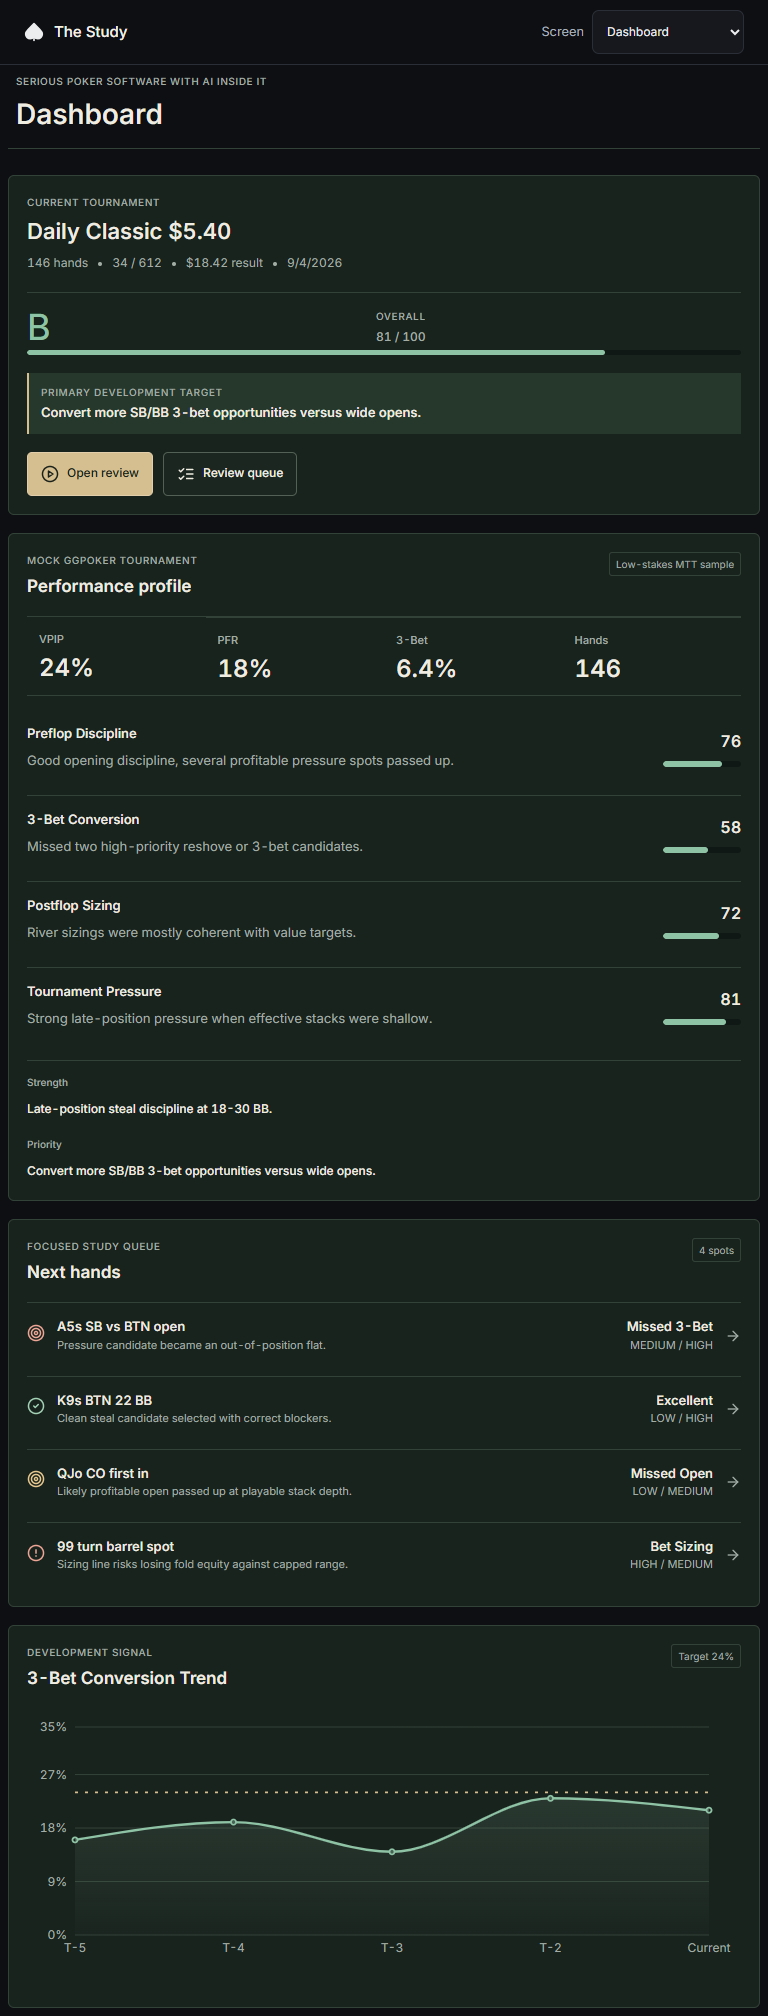 The Study
Screen
Dashboard
SERIOUS POKER SOFTWARE WITH AI INSIDE IT
Dashboard
CURRENT TOURNAMENT
Daily Classic $5.40
146 hands • 34 / 612 • $18.42 result • 9/4/2026
B
OVERALL
81 / 100
PRIMARY DEVELOPMENT TARGET
Convert more SB/BB 3-bet opportunities versus wide opens.
Open review
Review queue
MOCK GGPOKER TOURNAMENT
Low-stakes MTT sample
Performance profile
VPIP
24%
PFR
18%
3-Bet
6.4%
Hands
146
Preflop Discipline
Good opening discipline, several profitable pressure spots passed up.
76
3-Bet Conversion
Missed two high-priority reshove or 3-bet candidates.
58
Postflop Sizing
River sizings were mostly coherent with value targets.
72
Tournament Pressure
Strong late-position pressure when effective stacks were shallow.
81
Strength
Late-position steal discipline at 18-30 BB.
Priority
Convert more SB/BB 3-bet opportunities versus wide opens.
FOCUSED STUDY QUEUE
4 spots
Next hands
A5s SB vs BTN open
Pressure candidate became an out-of-position flat.
Missed 3-Bet
MEDIUM / HIGH
K9s BTN 22 BB
Clean steal candidate selected with correct blockers.
Excellent
LOW / HIGH
QJo CO first in
Likely profitable open passed up at playable stack depth.
Missed Open
LOW / MEDIUM
99 turn barrel spot
Sizing line risks losing fold equity against capped range.
Bet Sizing
HIGH / MEDIUM
DEVELOPMENT SIGNAL
Target 24%
3-Bet Conversion Trend
35%
27%
18%
9%
0%
T-5
T-4
T-3
T-2
Current